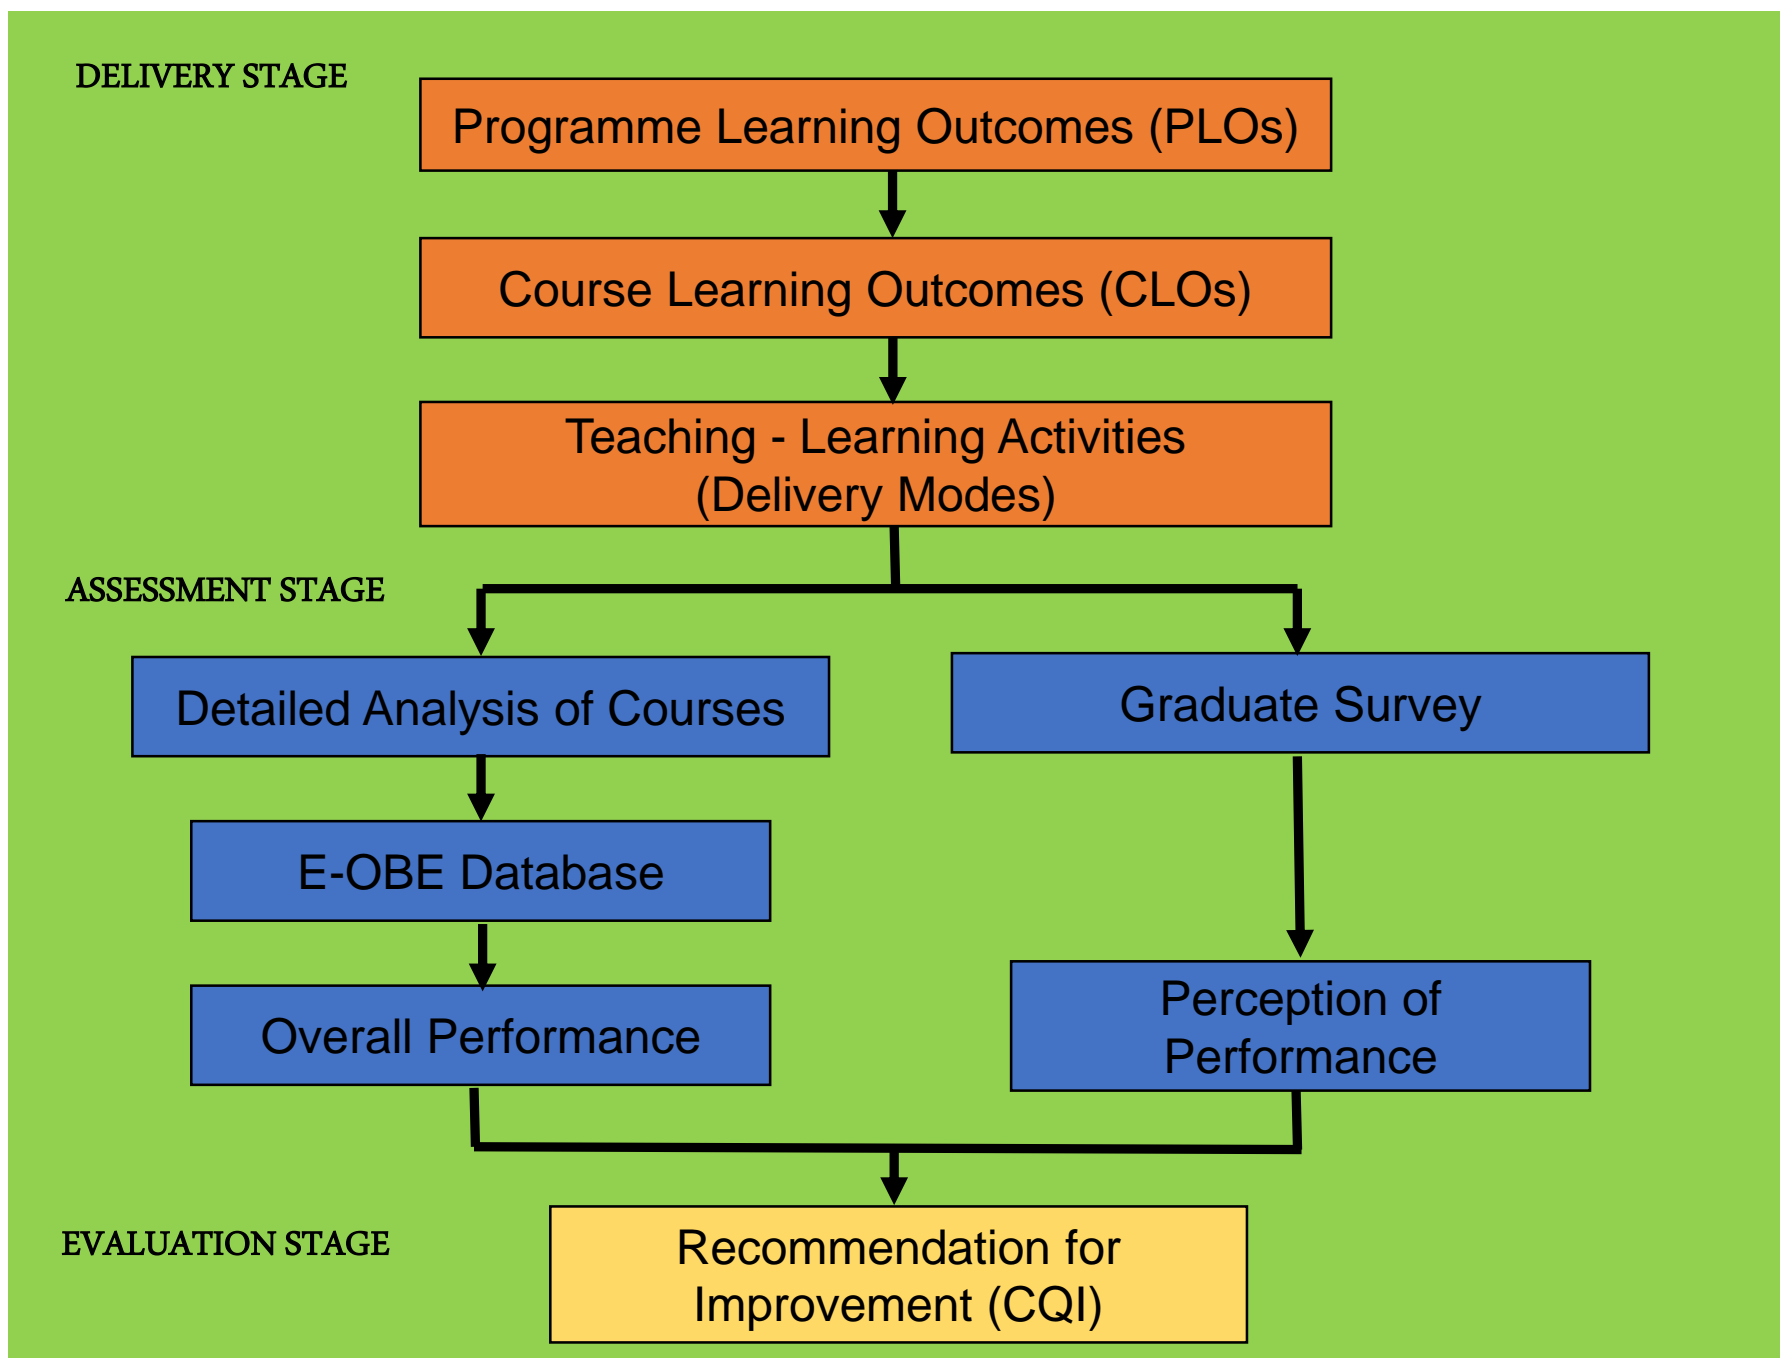 DELIVERY STAGE
Programme Learning Outcomes (PLOs)
Course Learning Outcomes (CLOs)
Teaching - Learning Activities
(Delivery Modes)
ASSESSMENT STAGE
Detailed Analysis of Courses
Graduate Survey
E-OBE Database
Overall Performance
Perception of
Performance
EVALUATION STAGE
Recommendation for
Improvement (CQI)